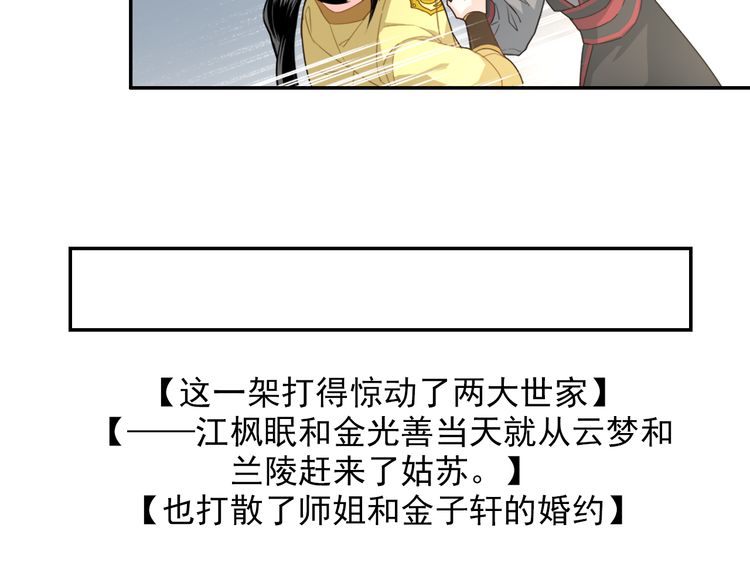 【这一架打得惊动了两大世家】
【——江枫眠和金光善当天就从云梦和
兰陵赶来了姑苏。】
【也打散了师姐和金子轩的婚约】